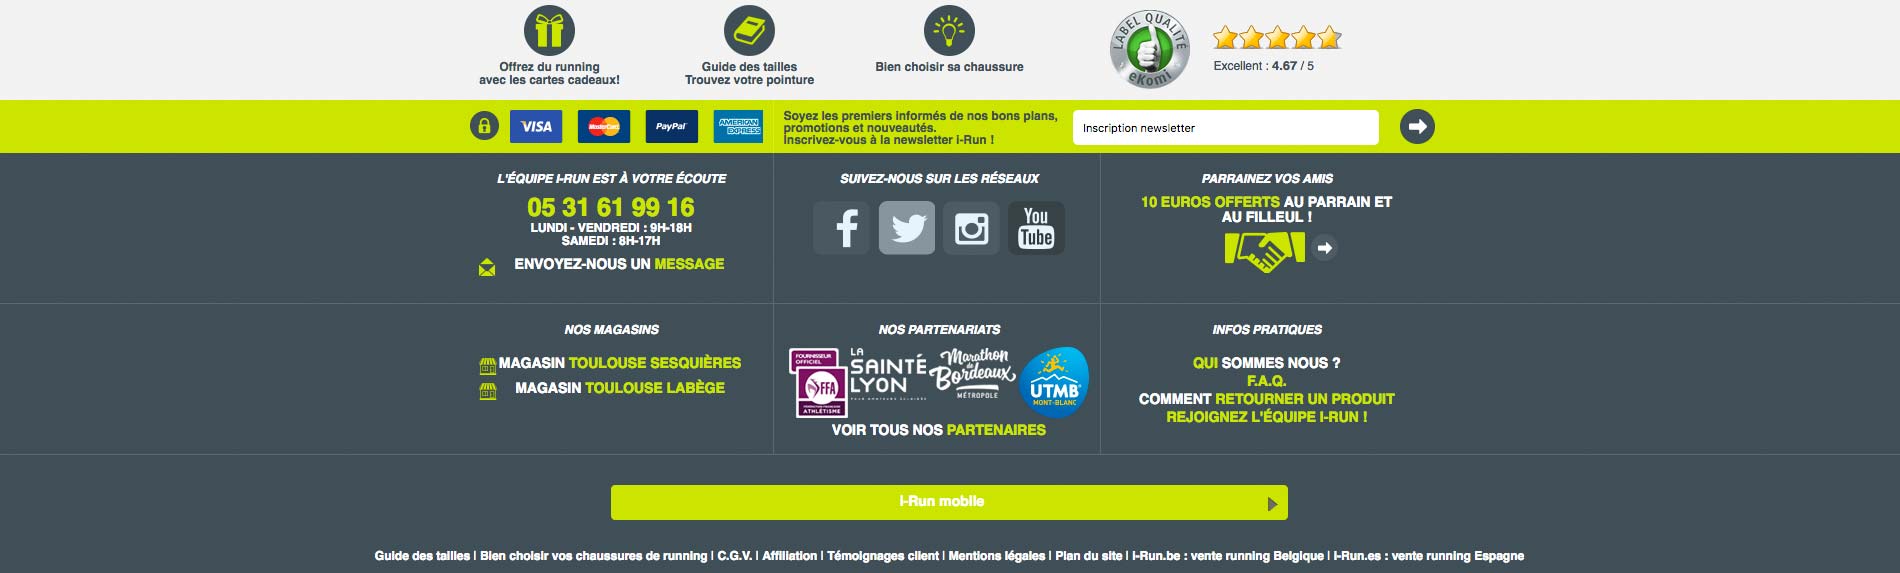 Offrez du running
avec les cartes cadeaux!
Guide des tailles
Trouvez votre pointure
Bien choisir sa chaussure
LABEL QUALITÉ
eKomi
Excellent : 4.67 / 5
VISA
MasterCard
PayPal
AMERICAN
EXPRESS
Soyez les premiers informés de nos bons plans,
promotions et nouveautés.
Inscrivez-vous à la newsletter i-Run !
Inscription newsletter
L'ÉQUIPE I-RUN EST À VOTRE ÉCOUTE
05 31 61 99 16
LUNDI - VENDREDI : 9H-18H
SAMEDI : 8H-17H
ENVOYEZ-NOUS UN MESSAGE
SUIVEZ-NOUS SUR LES RÉSEAUX
You
Tube
PARRAINEZ VOS AMIS
10 EUROS OFFERTS AU PARRAIN ET
AU FILLEUL !
NOS MAGASINS
MAGASIN TOULOUSE SESQUIÈRES
MAGASIN TOULOUSE LABÈGE
NOS PARTENARIATS
FOURNISSEUR
OFFICIEL
FFA
FÉDÉRATION FRANÇAISE
ATHLÉTISME
LA
SAINTÉ
LYON
Marathon
de
Bordeaux
MÉTROPOLE
UTMB
MONT-BLANC
VOIR TOUS NOS PARTENAIRES
INFOS PRATIQUES
QUI SOMMES NOUS ?
F.A.Q.
COMMENT RETOURNER UN PRODUIT
REJOIGNEZ L'ÉQUIPE I-RUN !
i-Run mobile
Guide des tailles | Bien choisir vos chaussures de running | C.G.V. | Affiliation | Témoignages client | Mentions légales | Plan du site | i-Run.be : vente running Belgique | i-Run.es : vente running Espagne